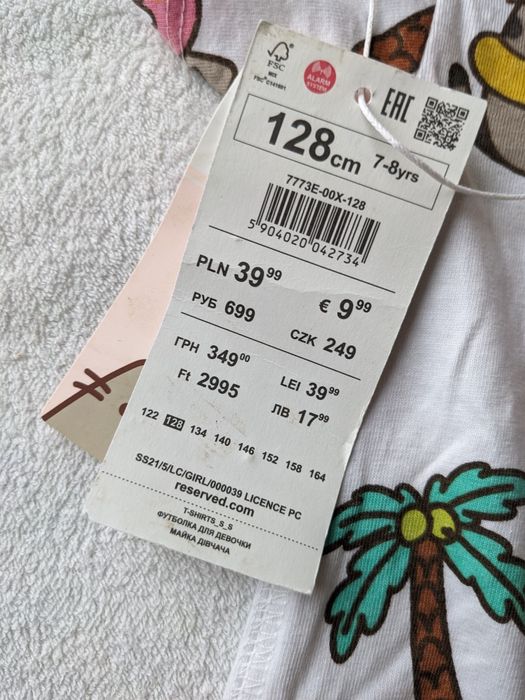 FSC
MIX
FSC® C141691
ALARM
SYSTEM
EAC
128cm 7-8yrs
7773E-00X-128
5 904020 042734
PLN 39 99
€ 9 99
РУБ 699
CZK 249
ГРН 349 00
LEI 39 99
Ft 2995
ЛВ 17 99
122 128 134 140 146 152 158 164
SS21/5/LC/GIRL/000039 LICENCE PC
reserved.com
T-SHIRTS_S_S
ФУТБОЛКА ДЛЯ ДЕВОЧКИ
МАЙКА ДІВЧАЧА